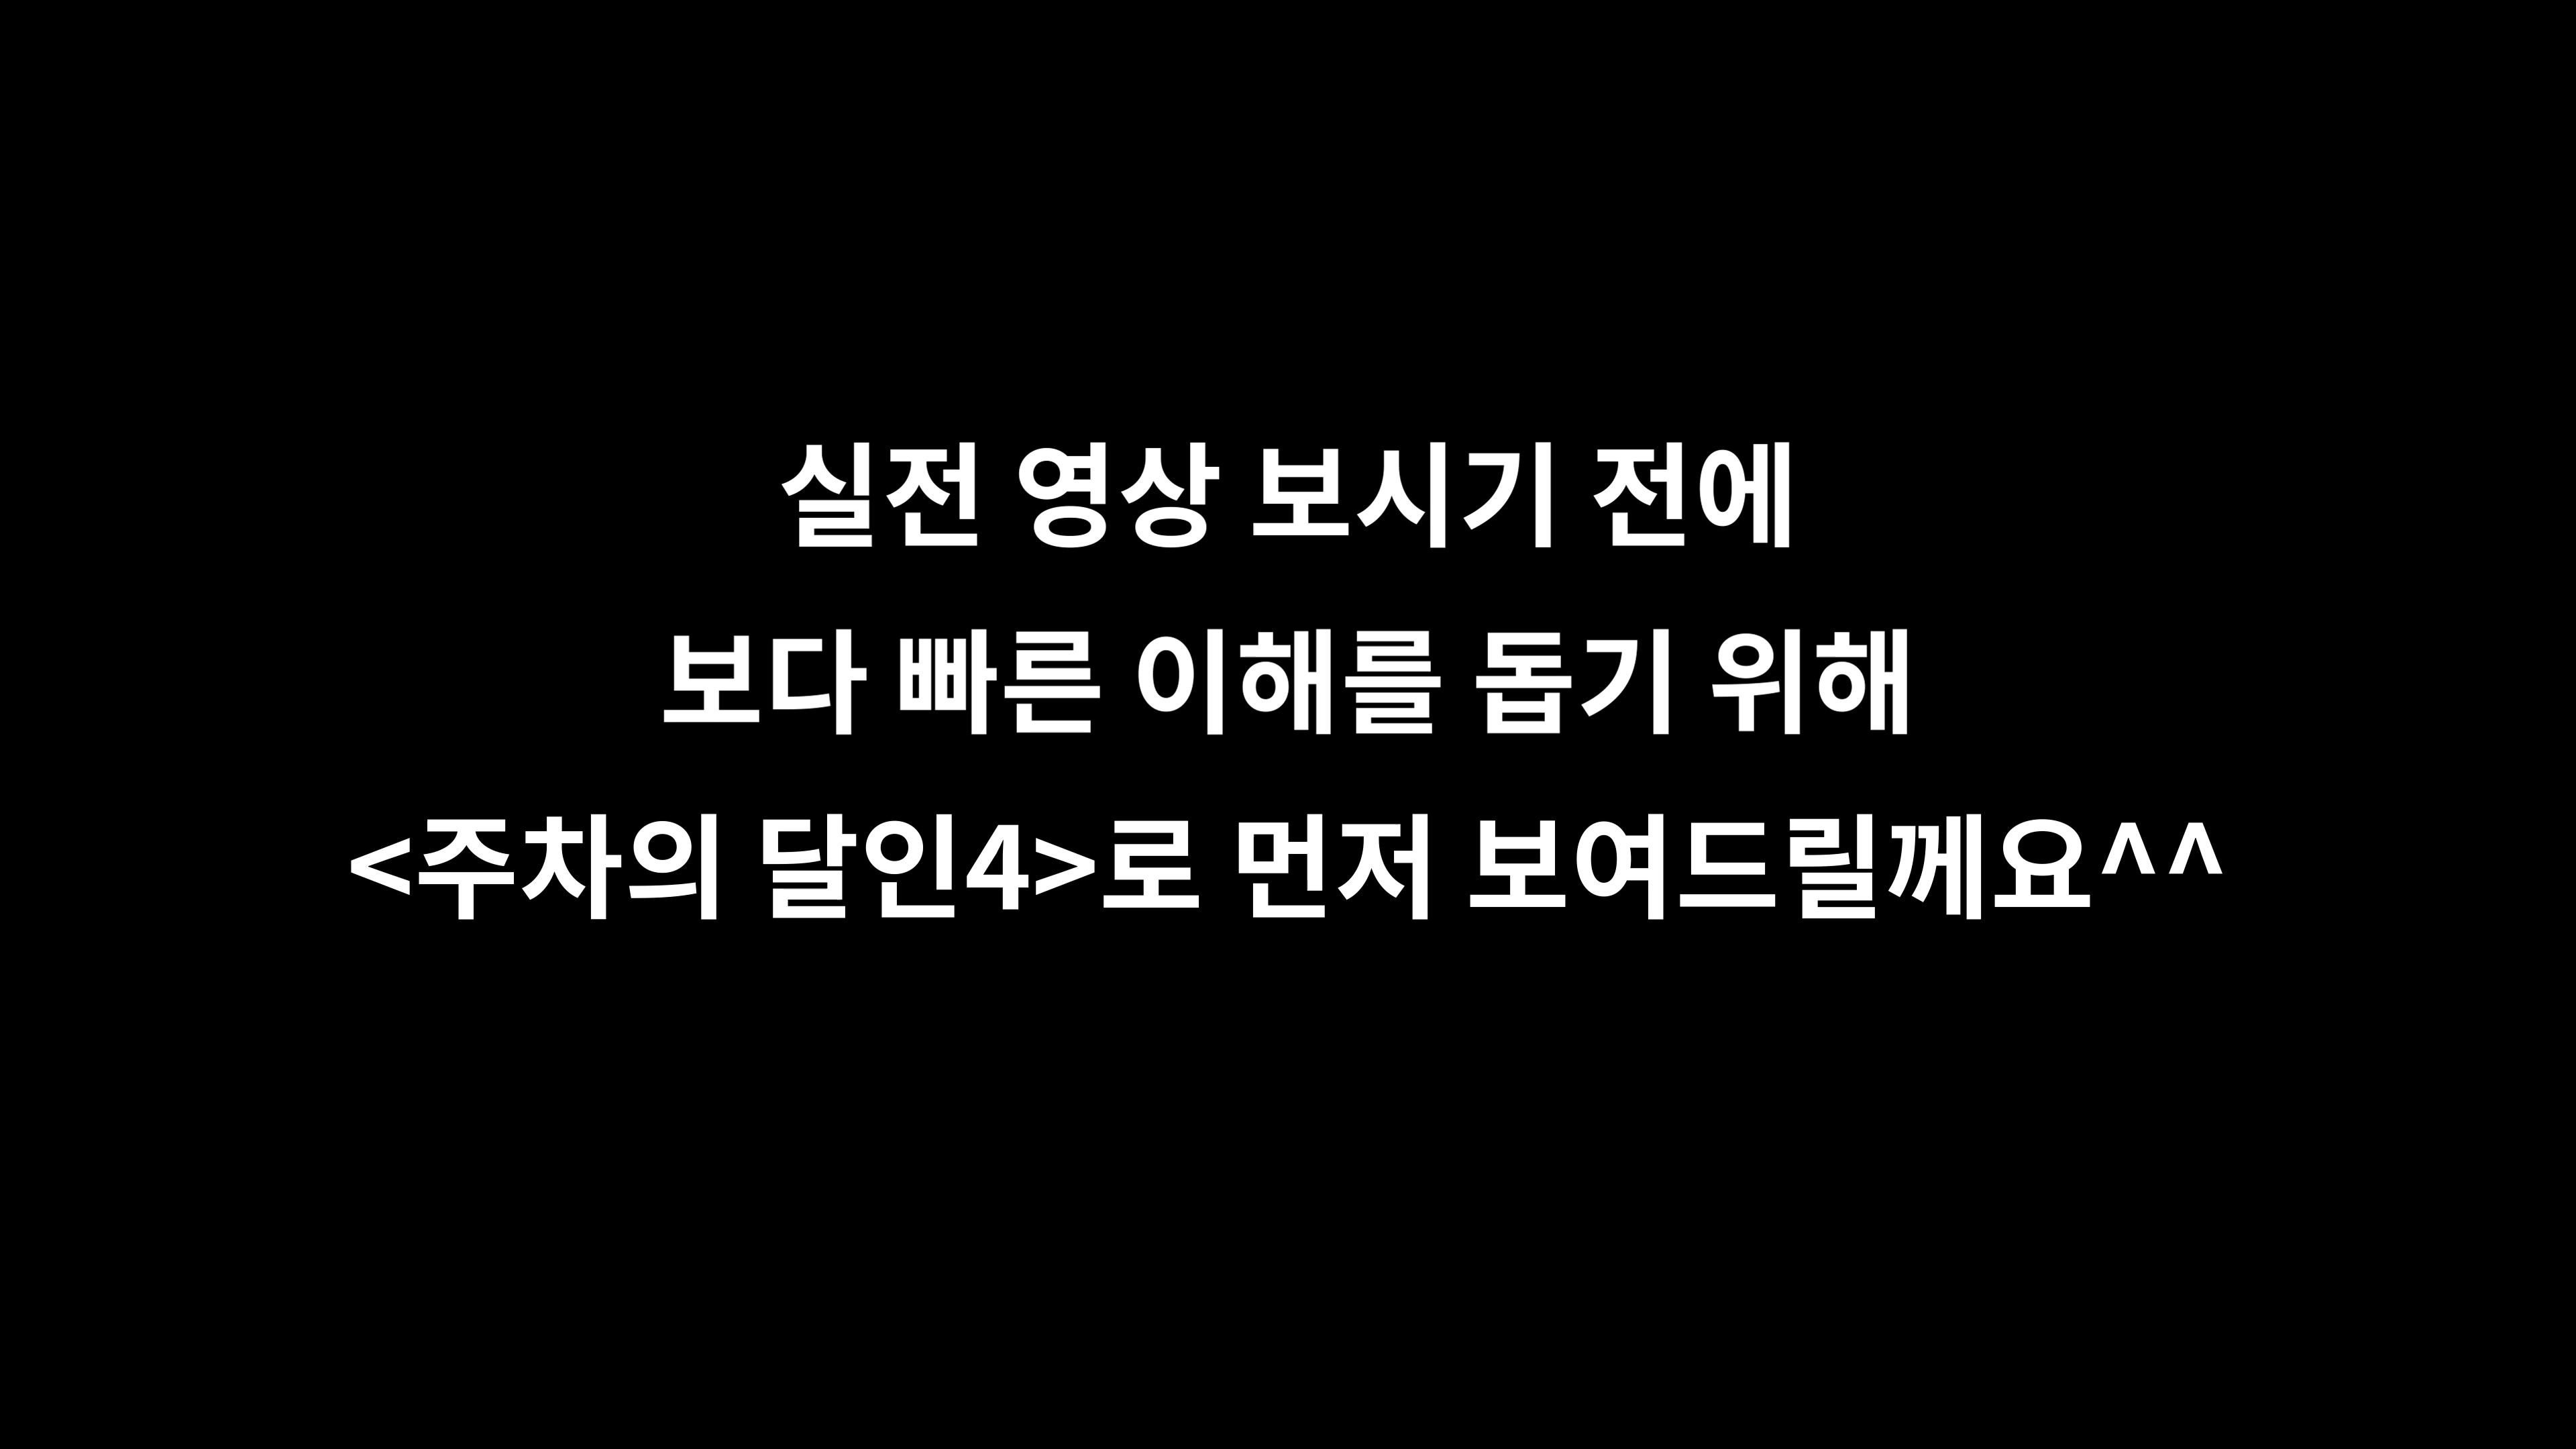 실전 영상 보시기 전에
보다 빠른 이해를 돕기 위해
<주차의 달인4>로 먼저 보여드릴께요^^